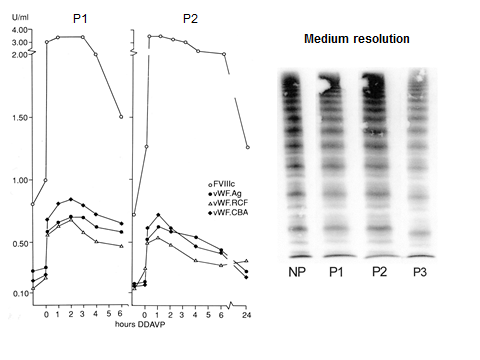 U/ml
P1
P2
4.00
3.00
2.00
1.50
1.00
0.50
0.10
FVIIIc
vWF.Ag
vWF.RCF
vWF.CBA
0 1 2 3 4 6
0 1 2 3 4 6 24
hours DDAVP
Medium resolution
NP P1 P2 P3